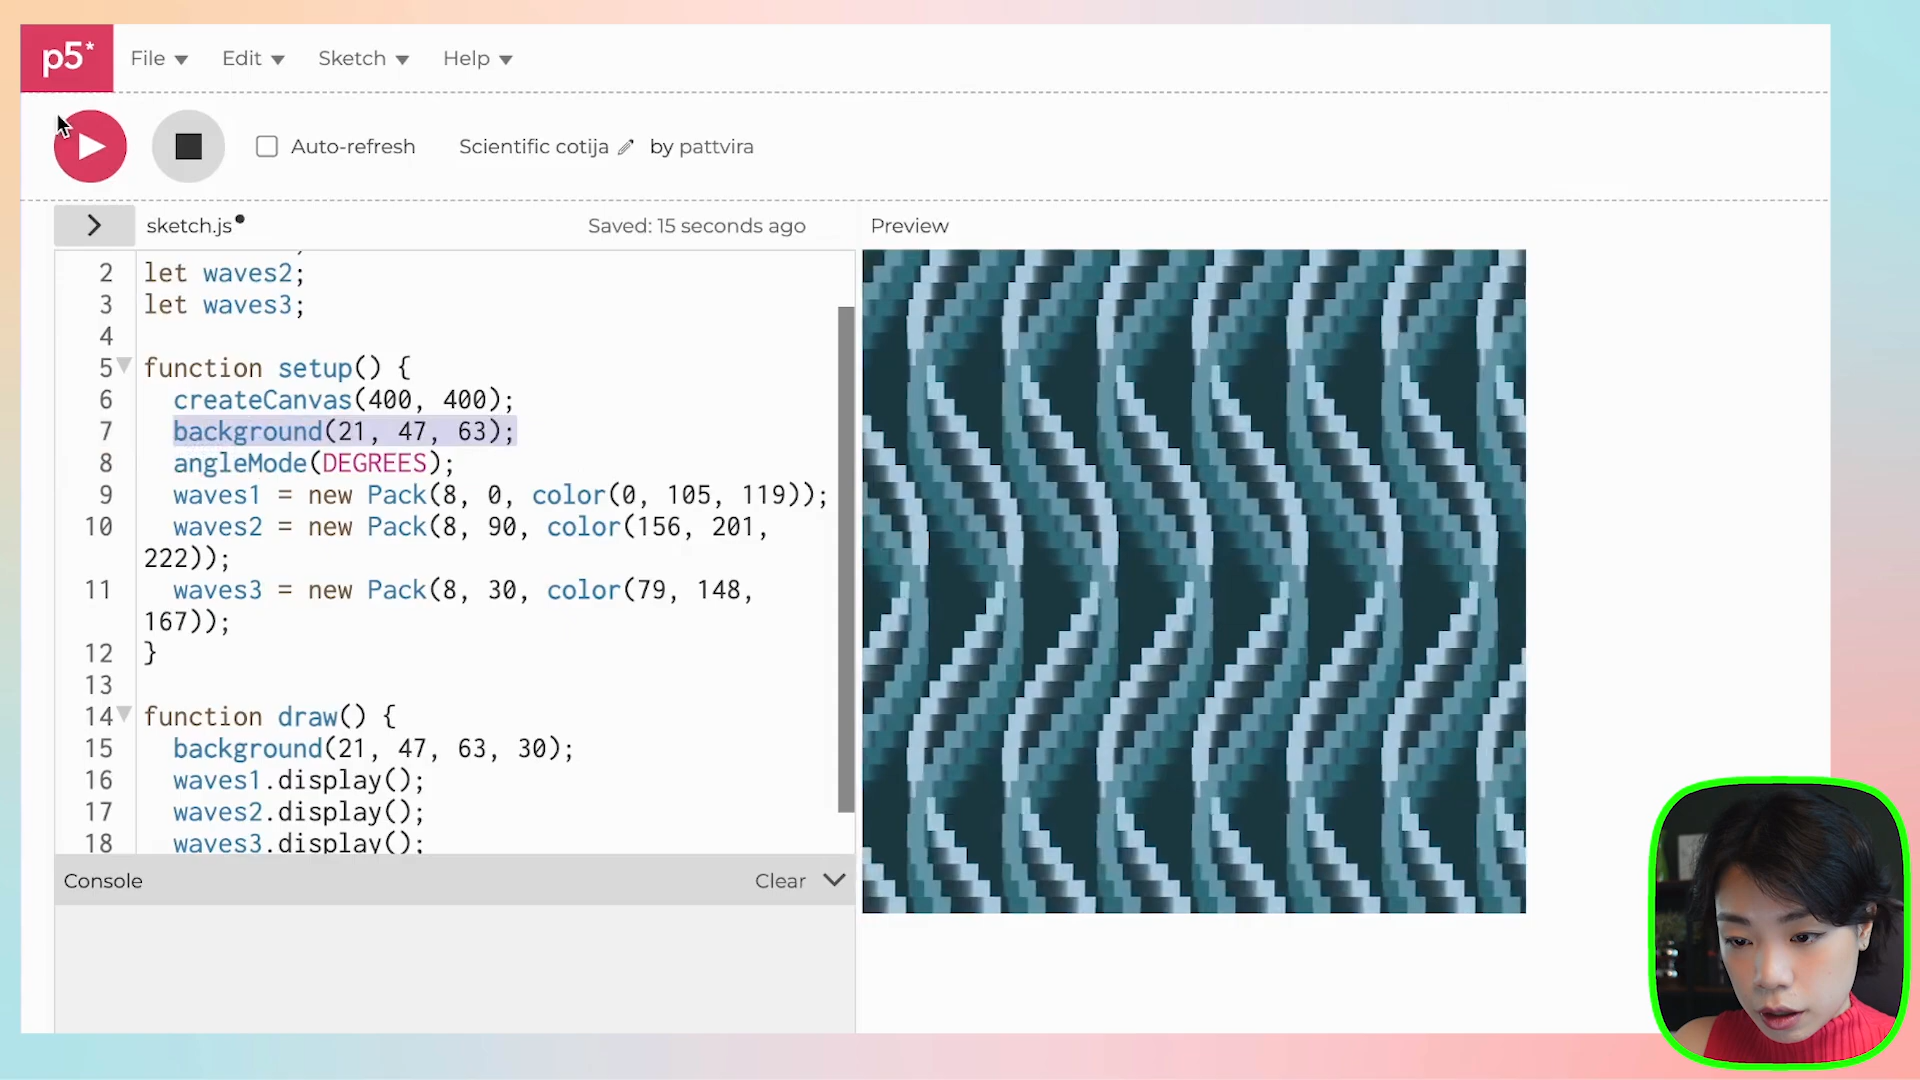 p5*
File Edit Sketch Help
Auto-refresh Scientific cotija by pattvira
sketch.js Saved: 15 seconds ago Preview
2 let waves2;
3 let waves3;
4
5 function setup() {
6 createCanvas(400, 400);
7 background(21, 47, 63);
8 angleMode(DEGREES);
9 waves1 = new Pack(8, 0, color(0, 105, 119));
10 waves2 = new Pack(8, 90, color(156, 201,
222));
11 waves3 = new Pack(8, 30, color(79, 148,
167));
12 }
13
14 function draw() {
15 background(21, 47, 63, 30);
16 waves1.display();
17 waves2.display();
18 waves3.display();
Console Clear